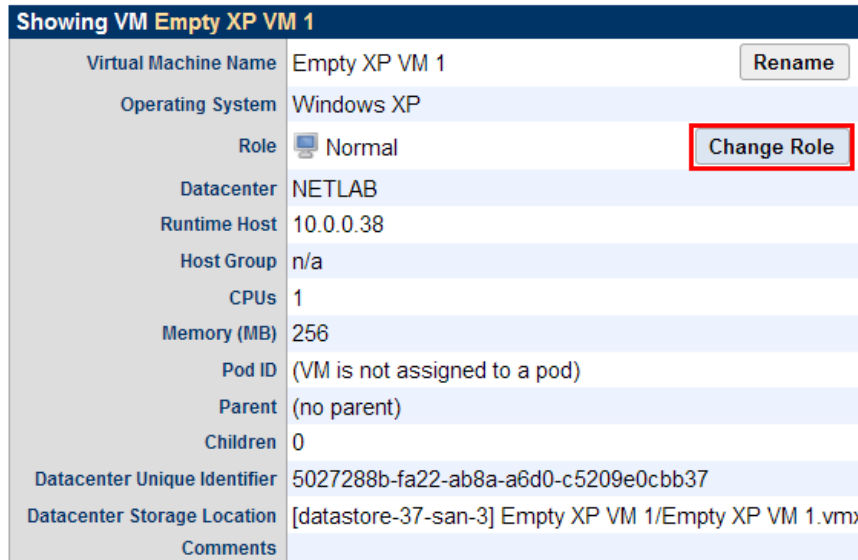 Showing VM Empty XP VM 1
Virtual Machine Name Empty XP VM 1 Rename
Operating System Windows XP
Role Normal Change Role
Datacenter NETLAB
Runtime Host 10.0.0.38
Host Group n/a
CPUs 1
Memory (MB) 256
Pod ID (VM is not assigned to a pod)
Parent (no parent)
Children 0
Datacenter Unique Identifier 5027288b-fa22-ab8a-a6d0-c5209e0cbb37
Datacenter Storage Location [datastore-37-san-3] Empty XP VM 1/Empty XP VM 1.vmx
Comments